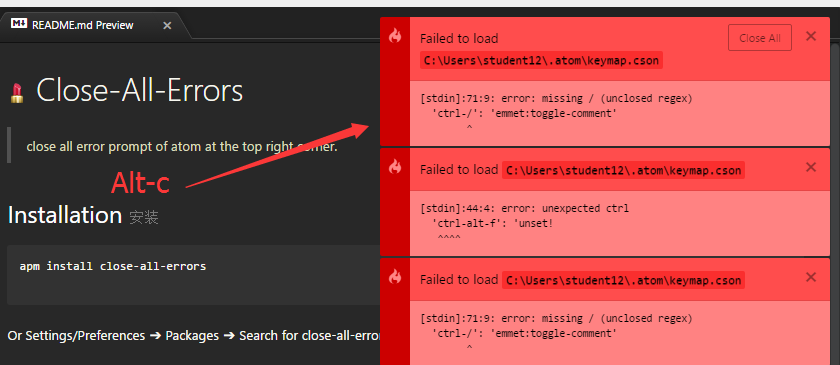 README.md Preview
Close-All-Errors
close all error prompt of atom at the top right corner.
Alt-c
Installation 安装
apm install close-all-errors
Or Settings/Preferences ➔ Packages ➔ Search for close-all-erro
Failed to load
Close All
C:\Users\student12\.atom\keymap.cson
[stdin]:71:9: error: missing / (unclosed regex)
'ctrl-/': 'emmet:toggle-comment'
^
Failed to load C:\Users\student12\.atom\keymap.cson
[stdin]:44:4: error: unexpected ctrl
'ctrl-alt-f': 'unset!
^^^^
Failed to load C:\Users\student12\.atom\keymap.cson
[stdin]:71:9: error: missing / (unclosed regex)
'ctrl-/': 'emmet:toggle-comment'
^